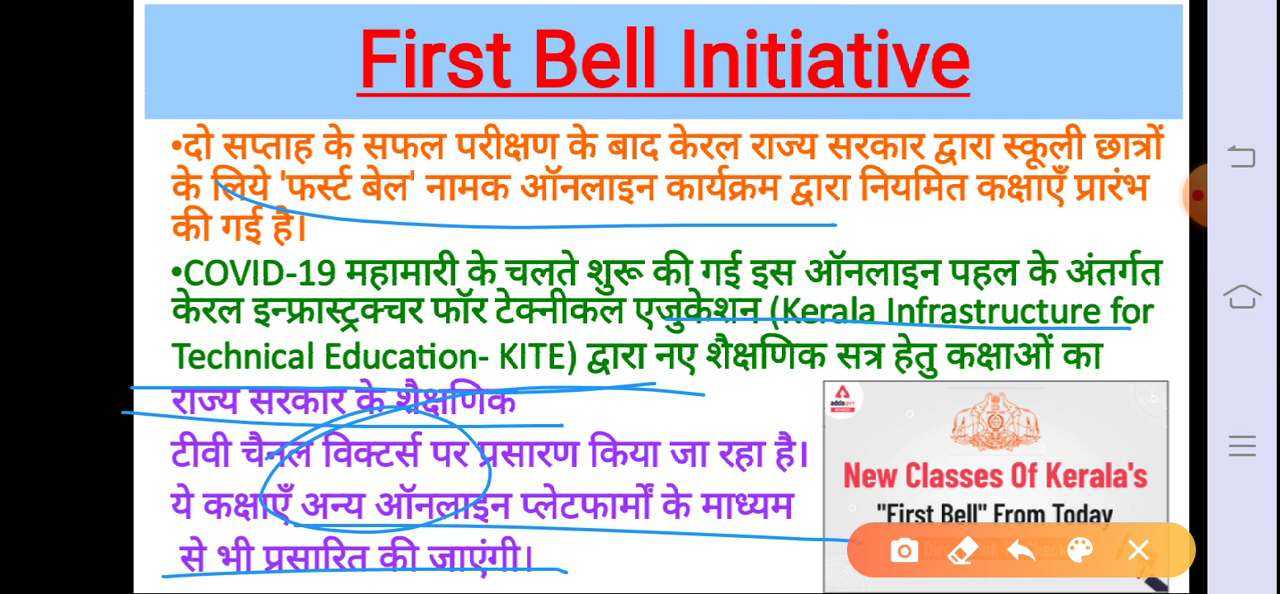 First Bell Initiative
•दो सप्ताह के सफल परीक्षण के बाद केरल राज्य सरकार द्वारा स्कूली छात्रों
के लिये 'फर्स्ट बेल' नामक ऑनलाइन कार्यक्रम द्वारा नियमित कक्षाएँ प्रारंभ
की गई हैं।
•COVID-19 महामारी के चलते शुरू की गई इस ऑनलाइन पहल के अंतर्गत
केरल इन्फ्रास्ट्रक्चर फॉर टेक्नीकल एजुकेशन (Kerala Infrastructure for
Technical Education- KITE) द्वारा नए शैक्षणिक सत्र हेतु कक्षाओं का
राज्य सरकार के शैक्षणिक
टीवी चैनल विक्टर्स पर प्रसारण किया जा रहा है।
ये कक्षाएँ अन्य ऑनलाइन प्लेटफार्मों के माध्यम
से भी प्रसारित की जाएंगी।
adda247
New Classes Of Kerala's
"First Bell" From Today